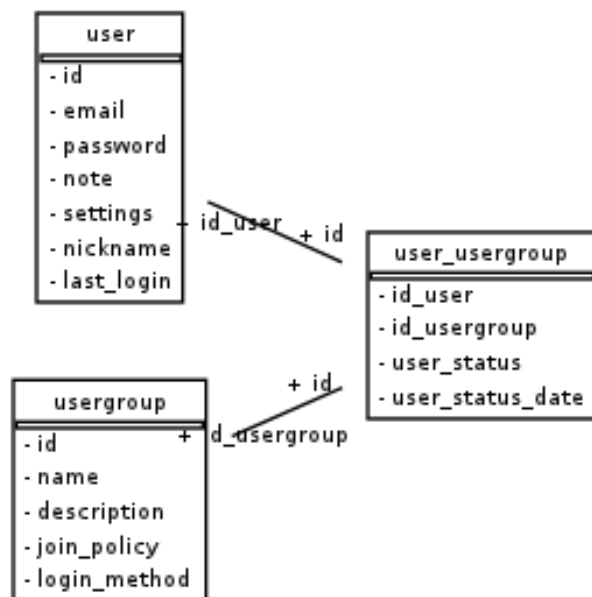 user
- id
- email
- password
- note
- settings
- nickname
- last_login
+ id_user
+ id
user_usergroup
- id_user
- id_usergroup
- user_status
- user_status_date
+ id
+ d_usergroup
usergroup
- id
- name
- description
- join_policy
- login_method